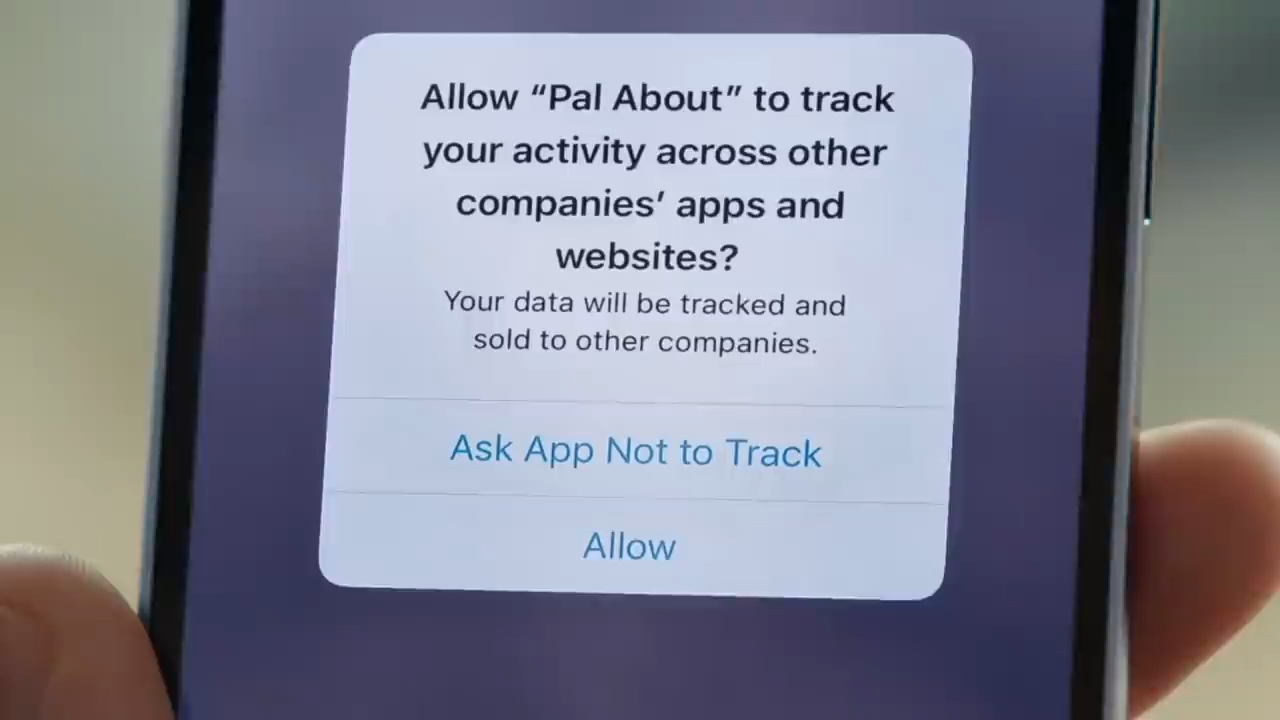 Allow “Pal About” to track
your activity across other
companies’ apps and
websites?
Your data will be tracked and
sold to other companies.
Ask App Not to Track
Allow